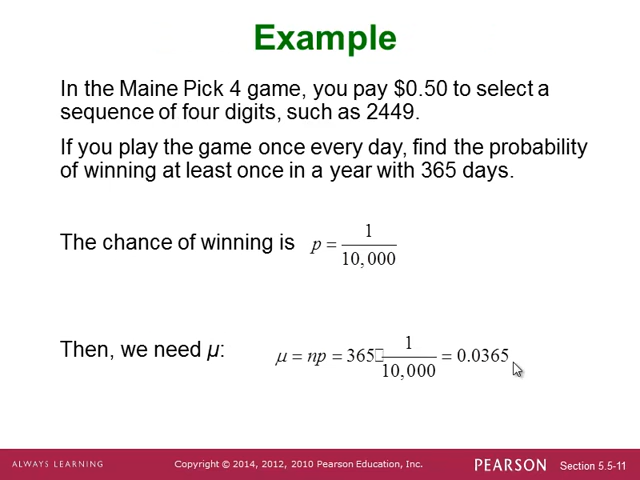 Example
In the Maine Pick 4 game, you pay $0.50 to select a
sequence of four digits, such as 2449.
If you play the game once every day, find the probability
of winning at least once in a year with 365 days.
The chance of winning is p = 1/10,000
Then, we need μ: μ = np = 365 1/10,000 = 0.0365
ALWAYS LEARNING Copyright © 2014, 2012, 2010 Pearson Education, Inc. PEARSON Section 5.5-11